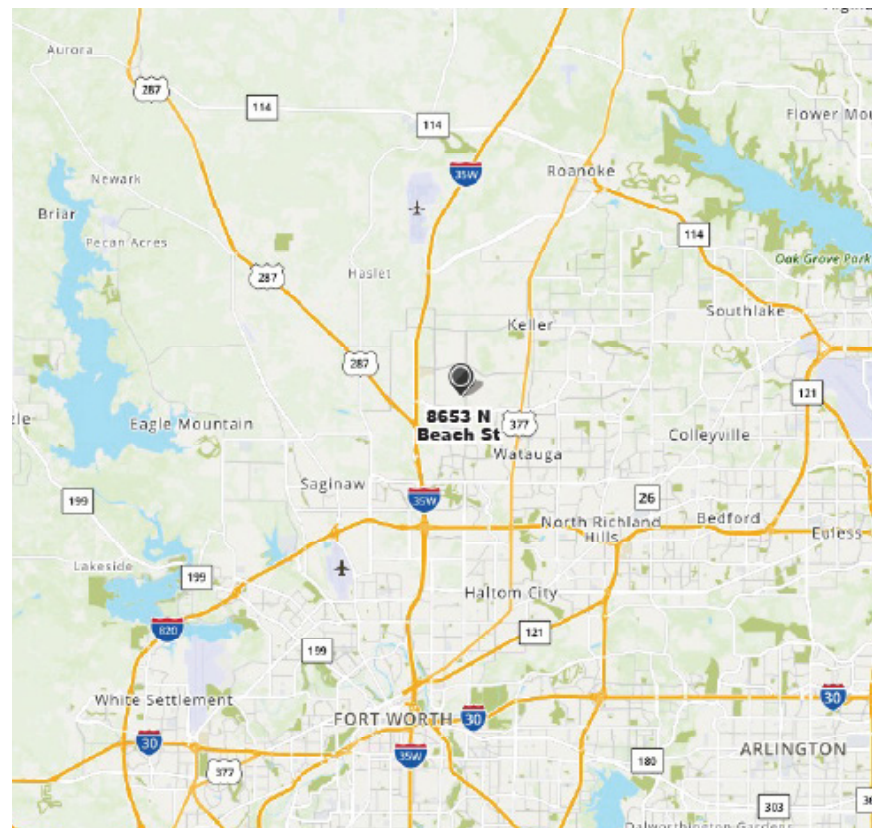 Aurora
287
114
114
Flower Mou
35W
Roanoke
Newark
Briar
114
Pecan Acres
Oak Grove Park
Haslet
287
Southlake
Keller
287
121
8653 N
Beach St
377
Eagle Mountain
Colleyville
Watauga
Saginaw
199
35W
26
North Richland
Hills
Bedford
Euless
Lakeside
199
Haltom City
820
121
199
White Settlement
30
FORT WORTH
30
30
35W
ARLINGTON
377
180
303
Dalworthington Gardens